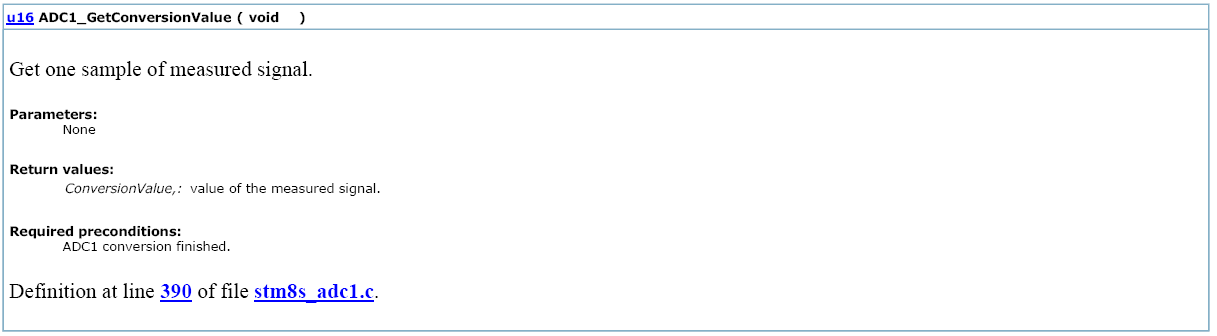 u16 ADC1_GetConversionValue ( void )
Get one sample of measured signal.
Parameters:
None
Return values:
ConversionValue,: value of the measured signal.
Required preconditions:
ADC1 conversion finished.
Definition at line 390 of file stm8s_adc1.c.